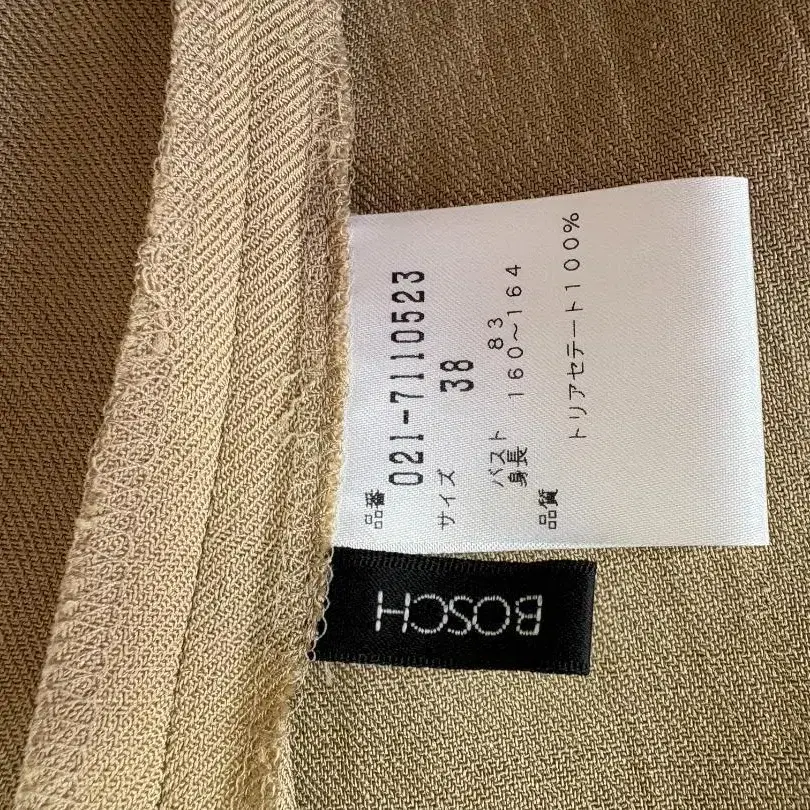 品番
021-7110523
サイズ 38
バスト 83
身長 160～164
品質
トリアセテート100%
BOSCH